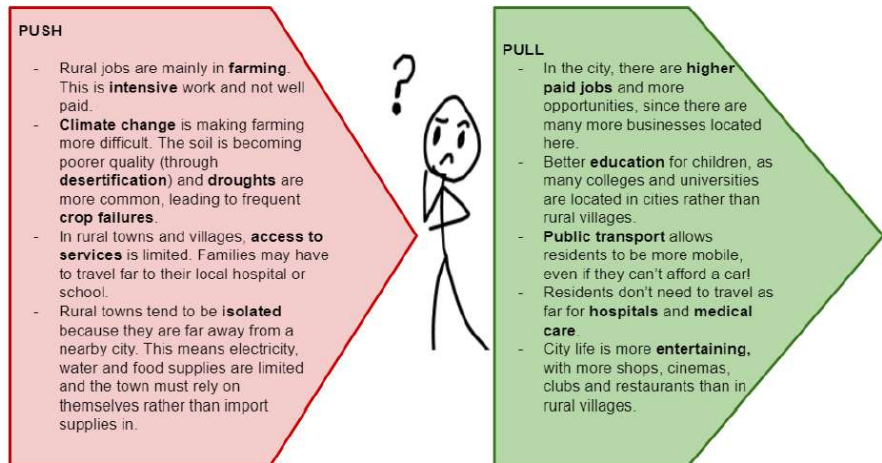 PUSH
- Rural jobs are mainly in farming.
This is intensive work and not well
paid.
- Climate change is making farming
more difficult. The soil is becoming
poorer quality (through
desertification) and droughts are
more common, leading to frequent
crop failures.
- In rural towns and villages, access to
services is limited. Families may have
to travel far to their local hospital or
school.
- Rural towns tend to be isolated
because they are far away from a
nearby city. This means electricity,
water and food supplies are limited
and the town must rely on
themselves rather than import
supplies in.
?
PULL
- In the city, there are higher
paid jobs and more
opportunities, since there are
many more businesses located
here.
- Better education for children, as
many colleges and universities
are located in cities rather than
rural villages.
- Public transport allows
residents to be more mobile,
even if they can't afford a car!
- Residents don't need to travel as
far for hospitals and medical
care.
- City life is more entertaining,
with more shops, cinemas,
clubs and restaurants than in
rural villages.